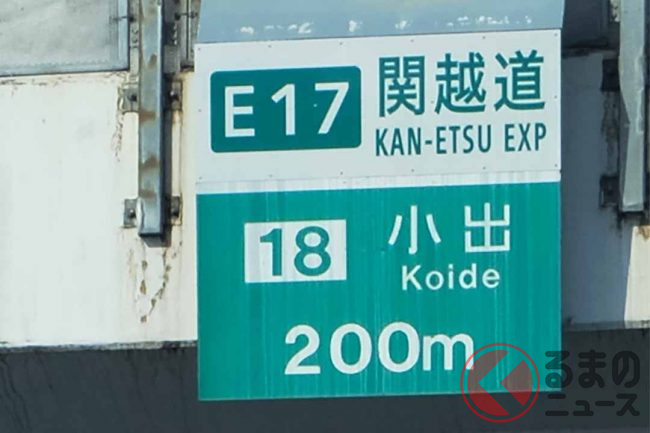 E17 関越道
KAN-ETSU EXP
18 小出
Koide
200m
くるまの
ニュース